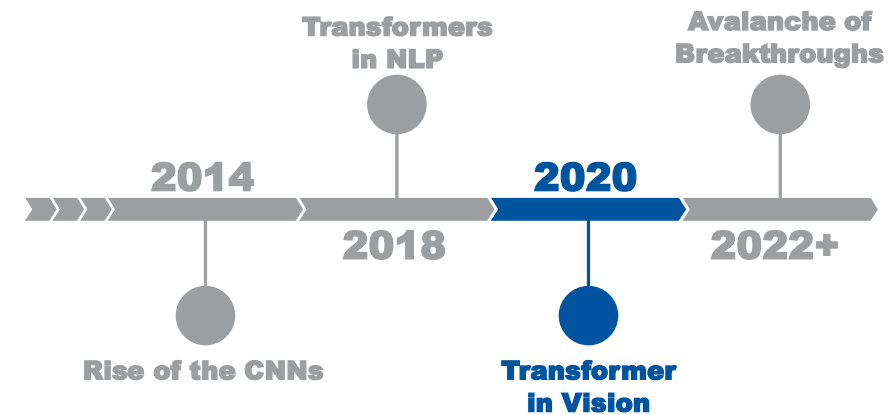 Transformers
in NLP
Avalanche of
Breakthroughs
2014
2020
2018
2022+
Rise of the CNNs
Transformer
in Vision